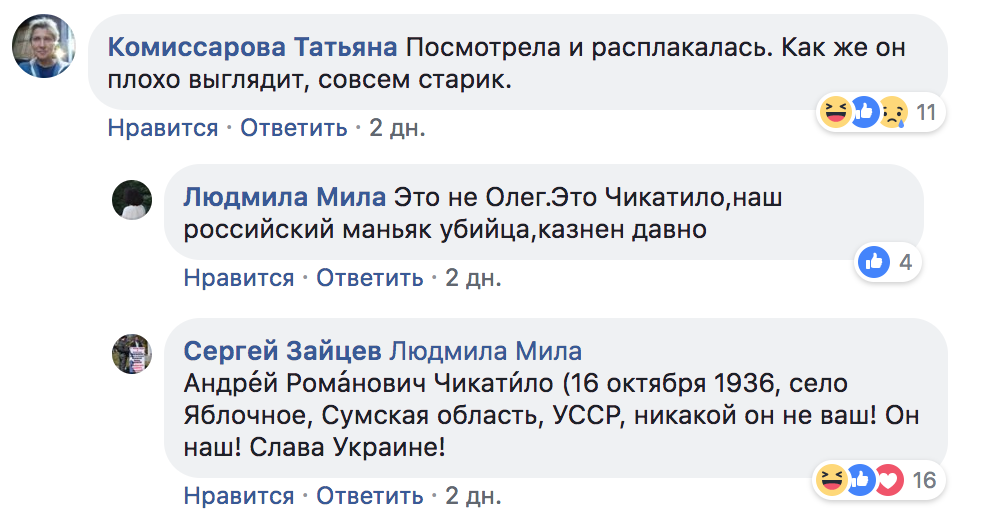 Комиссарова Татьяна Посмотрела и расплакалась. Как же он
плохо выглядит, совсем старик.
11
Нравится · Ответить · 2 дн.
Людмила Мила Это не Олег.Это Чикатило,наш
российский маньяк убийца,казнен давно
4
Нравится · Ответить · 2 дн.
Сергей Зайцев Людмила Мила
Андре́й Рома́нович Чикати́ло (16 октября 1936, село
Яблочное, Сумская область, УССР, никакой он не ваш! Он
наш! Слава Украине!
16
Нравится · Ответить · 2 дн.